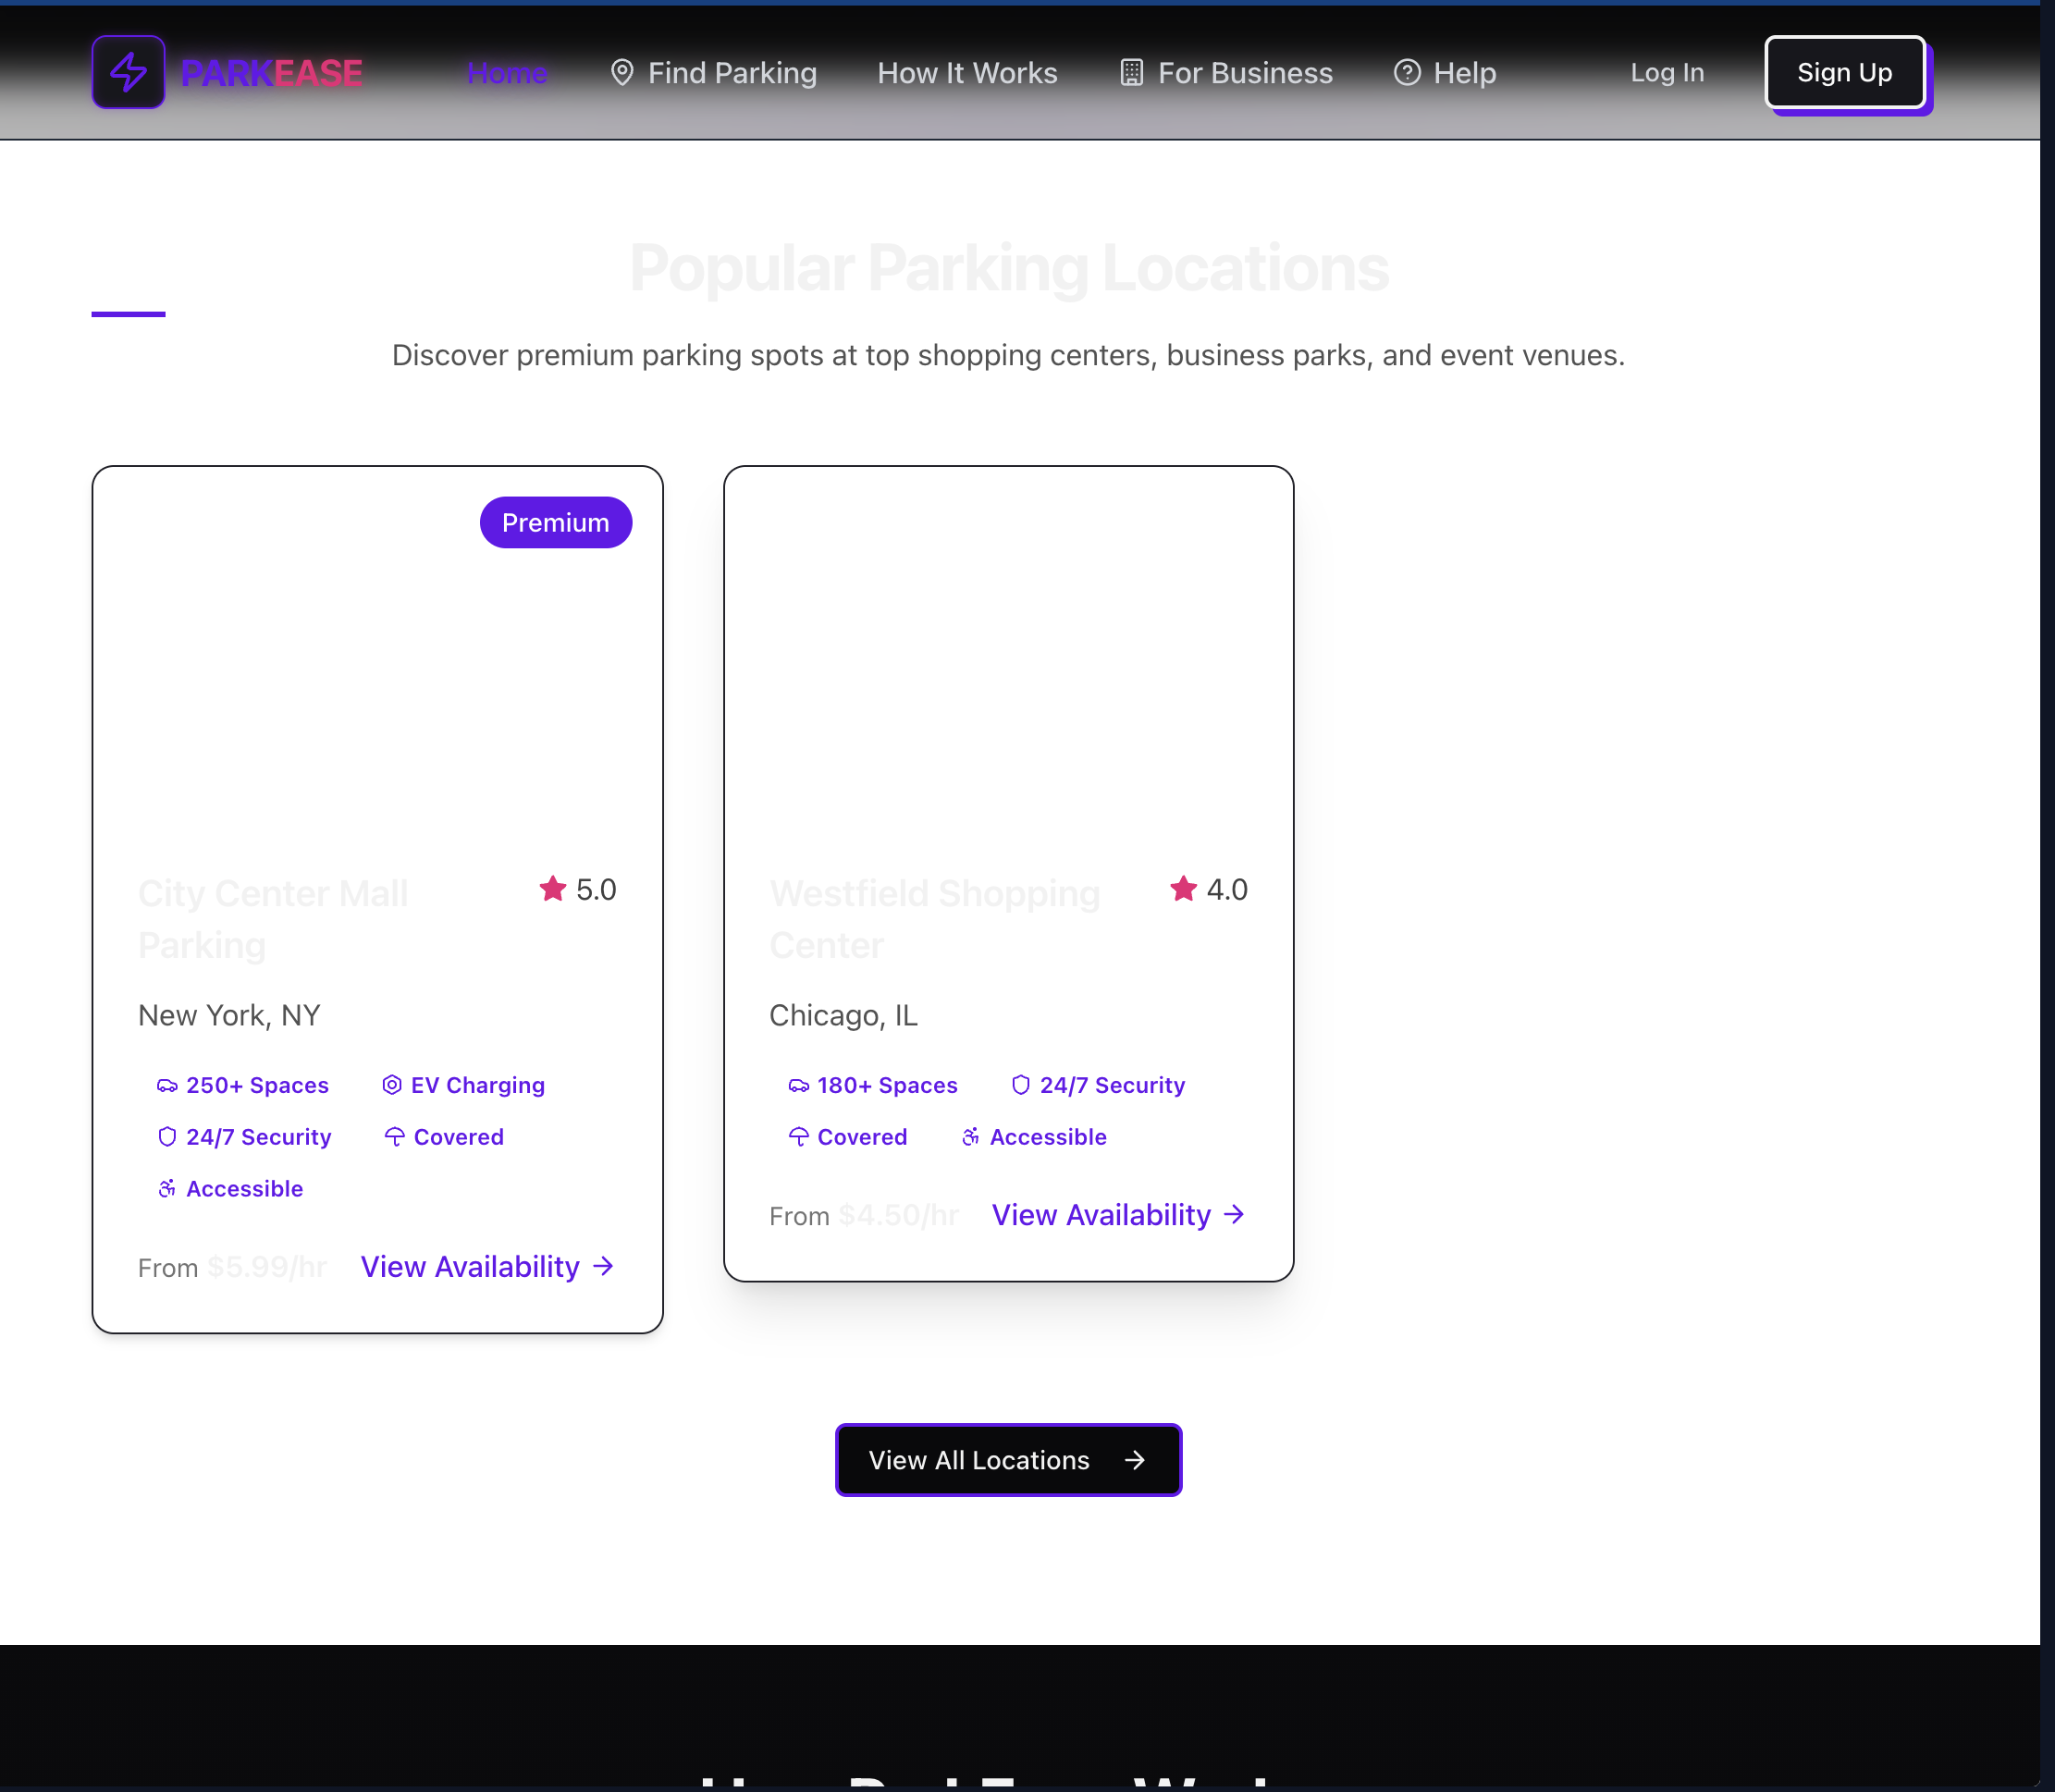 PARKEASE
Home
Find Parking
How It Works
For Business
Help
Log In
Sign Up
Popular Parking Locations
Discover premium parking spots at top shopping centers, business parks, and event venues.
Premium
City Center Mall
Parking
5.0
New York, NY
250+ Spaces
EV Charging
24/7 Security
Covered
Accessible
From $5.99/hr
View Availability
Westfield Shopping
Center
4.0
Chicago, IL
180+ Spaces
24/7 Security
Covered
Accessible
From $4.50/hr
View Availability
View All Locations